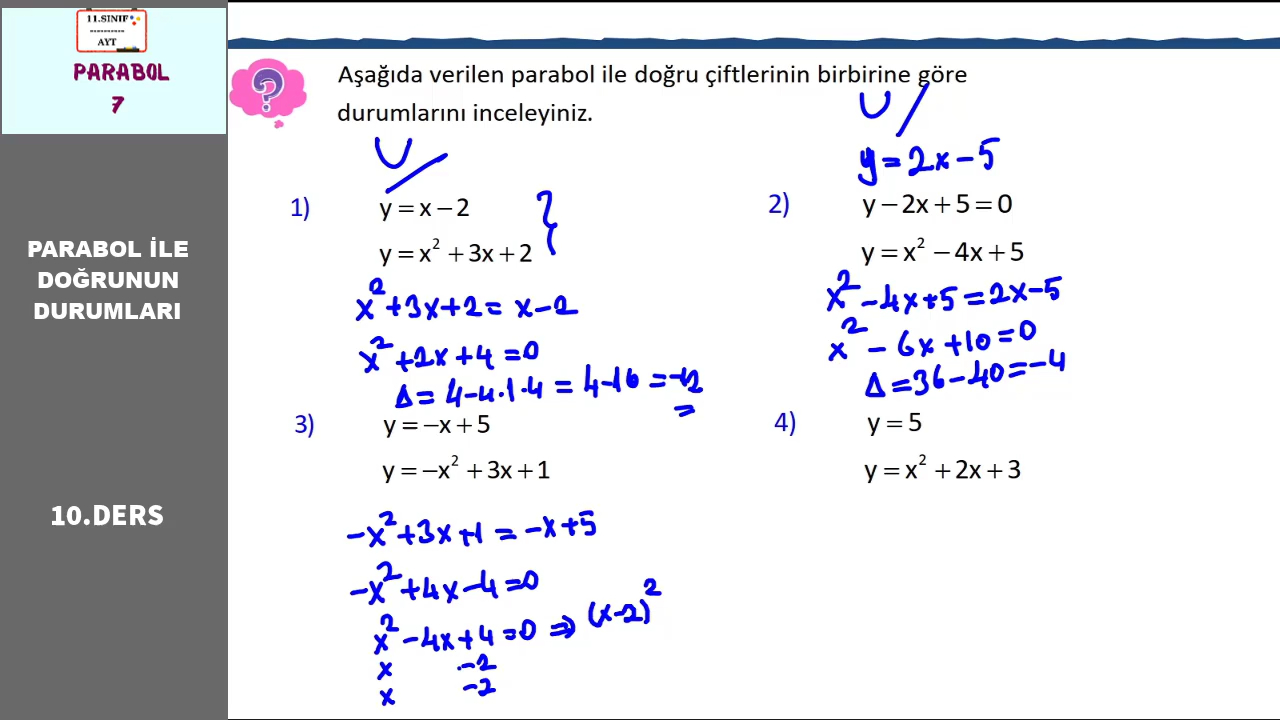 11.SINIF
----------
AYT
PARABOL
7
PARABOL İLE
DOĞRUNUN
DURUMLARI
10.DERS
Aşağıda verilen parabol ile doğru çiftlerinin birbirine göre
durumlarını inceleyiniz.
1) y = x − 2
y = x² + 3x + 2
x² + 3x + 2 = x − 2
x² + 2x + 4 = 0
Δ = 4 − 4·1·4 = 4 − 16 = −12
y = 2x − 5
2) y − 2x + 5 = 0
y = x² − 4x + 5
x² − 4x + 5 = 2x − 5
x² − 6x + 10 = 0
Δ = 36 − 40 = −4
3) y = −x + 5
y = −x² + 3x + 1
−x² + 3x + 1 = −x + 5
−x² + 4x − 4 = 0
x² − 4x + 4 = 0 ⇒ (x − 2)²
x −2
x −2
4) y = 5
y = x² + 2x + 3